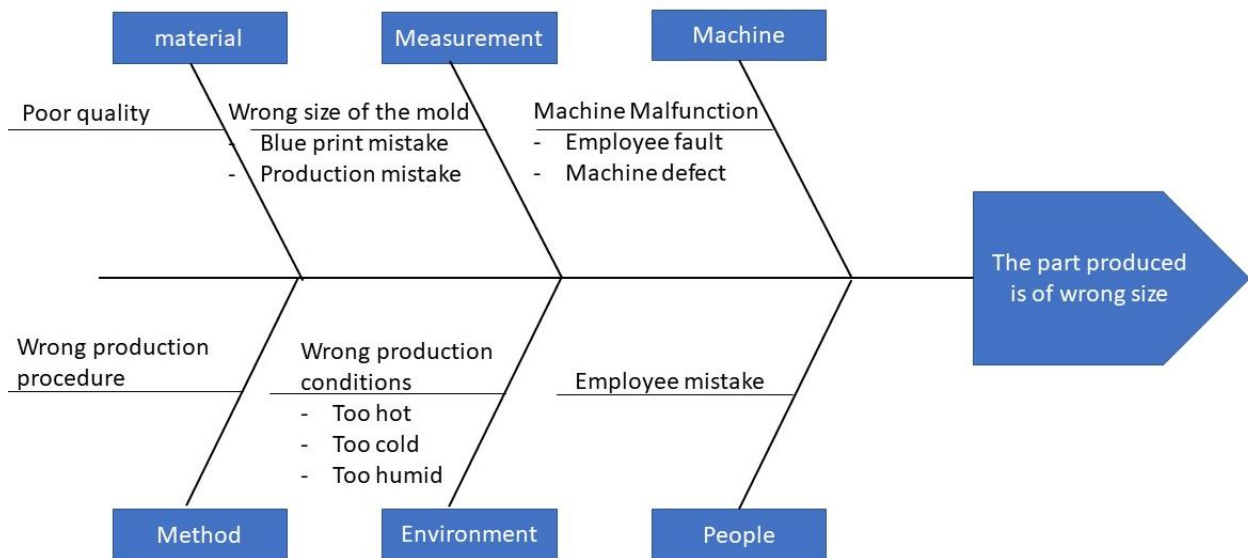 material
Measurement
Machine
Poor quality
Wrong size of the mold
- Blue print mistake
- Production mistake
Machine Malfunction
- Employee fault
- Machine defect
The part produced
is of wrong size
Wrong production
procedure
Wrong production
conditions
- Too hot
- Too cold
- Too humid
Employee mistake
Method
Environment
People